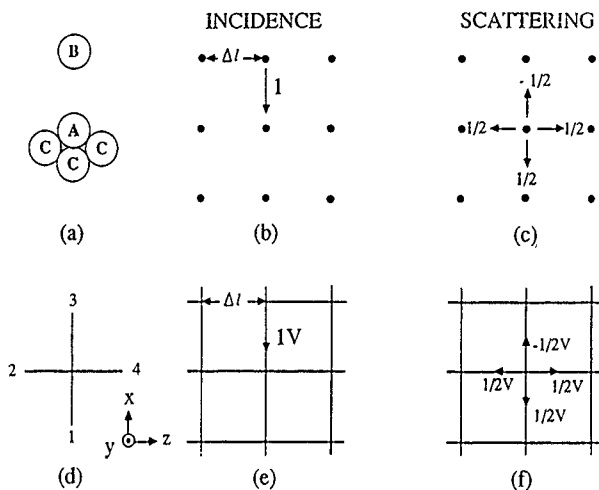 INCIDENCE
SCATTERING
B
A
C C C
(a)
Δl
1
(b)
- 1/2
1/2 1/2
1/2
(c)
3
2 4
1
x
y z
(d)
Δl
1V
(e)
-1/2V
1/2V 1/2V
1/2V
(f)